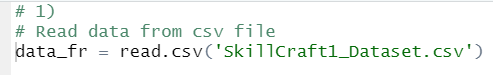 # 1)
# Read data from csv file
data_fr = read.csv('SkillCraft1_Dataset.csv')